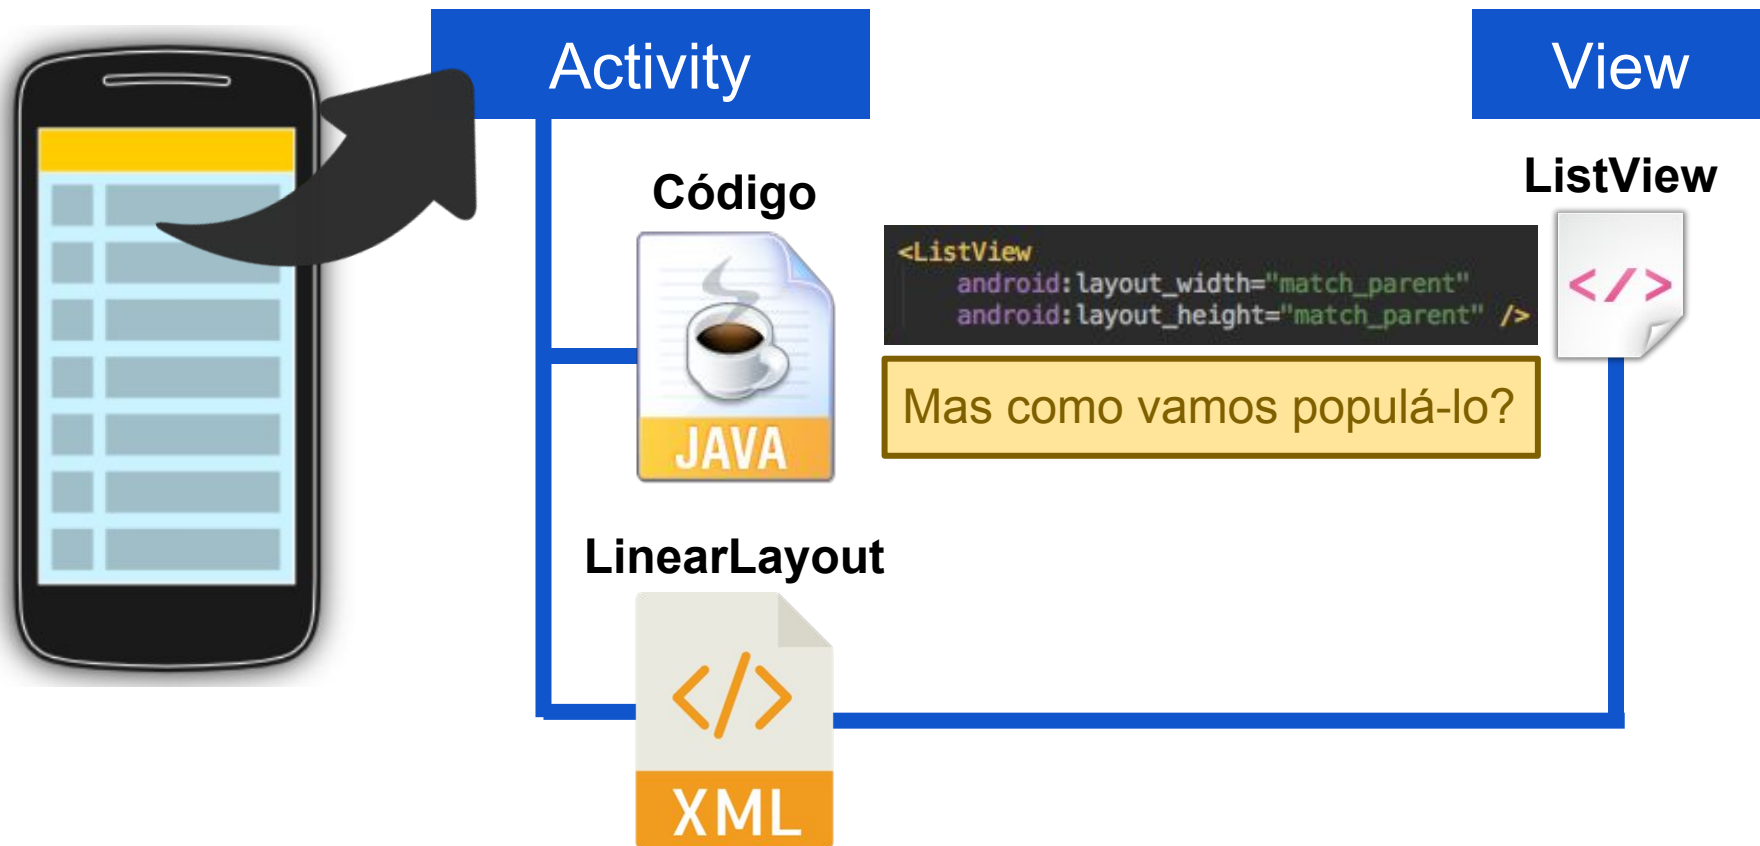 Activity
View
Código
ListView
<ListView
android:layout_width="match_parent"
android:layout_height="match_parent" />
</>
Mas como vamos populá-lo?
JAVA
LinearLayout
</>
XML